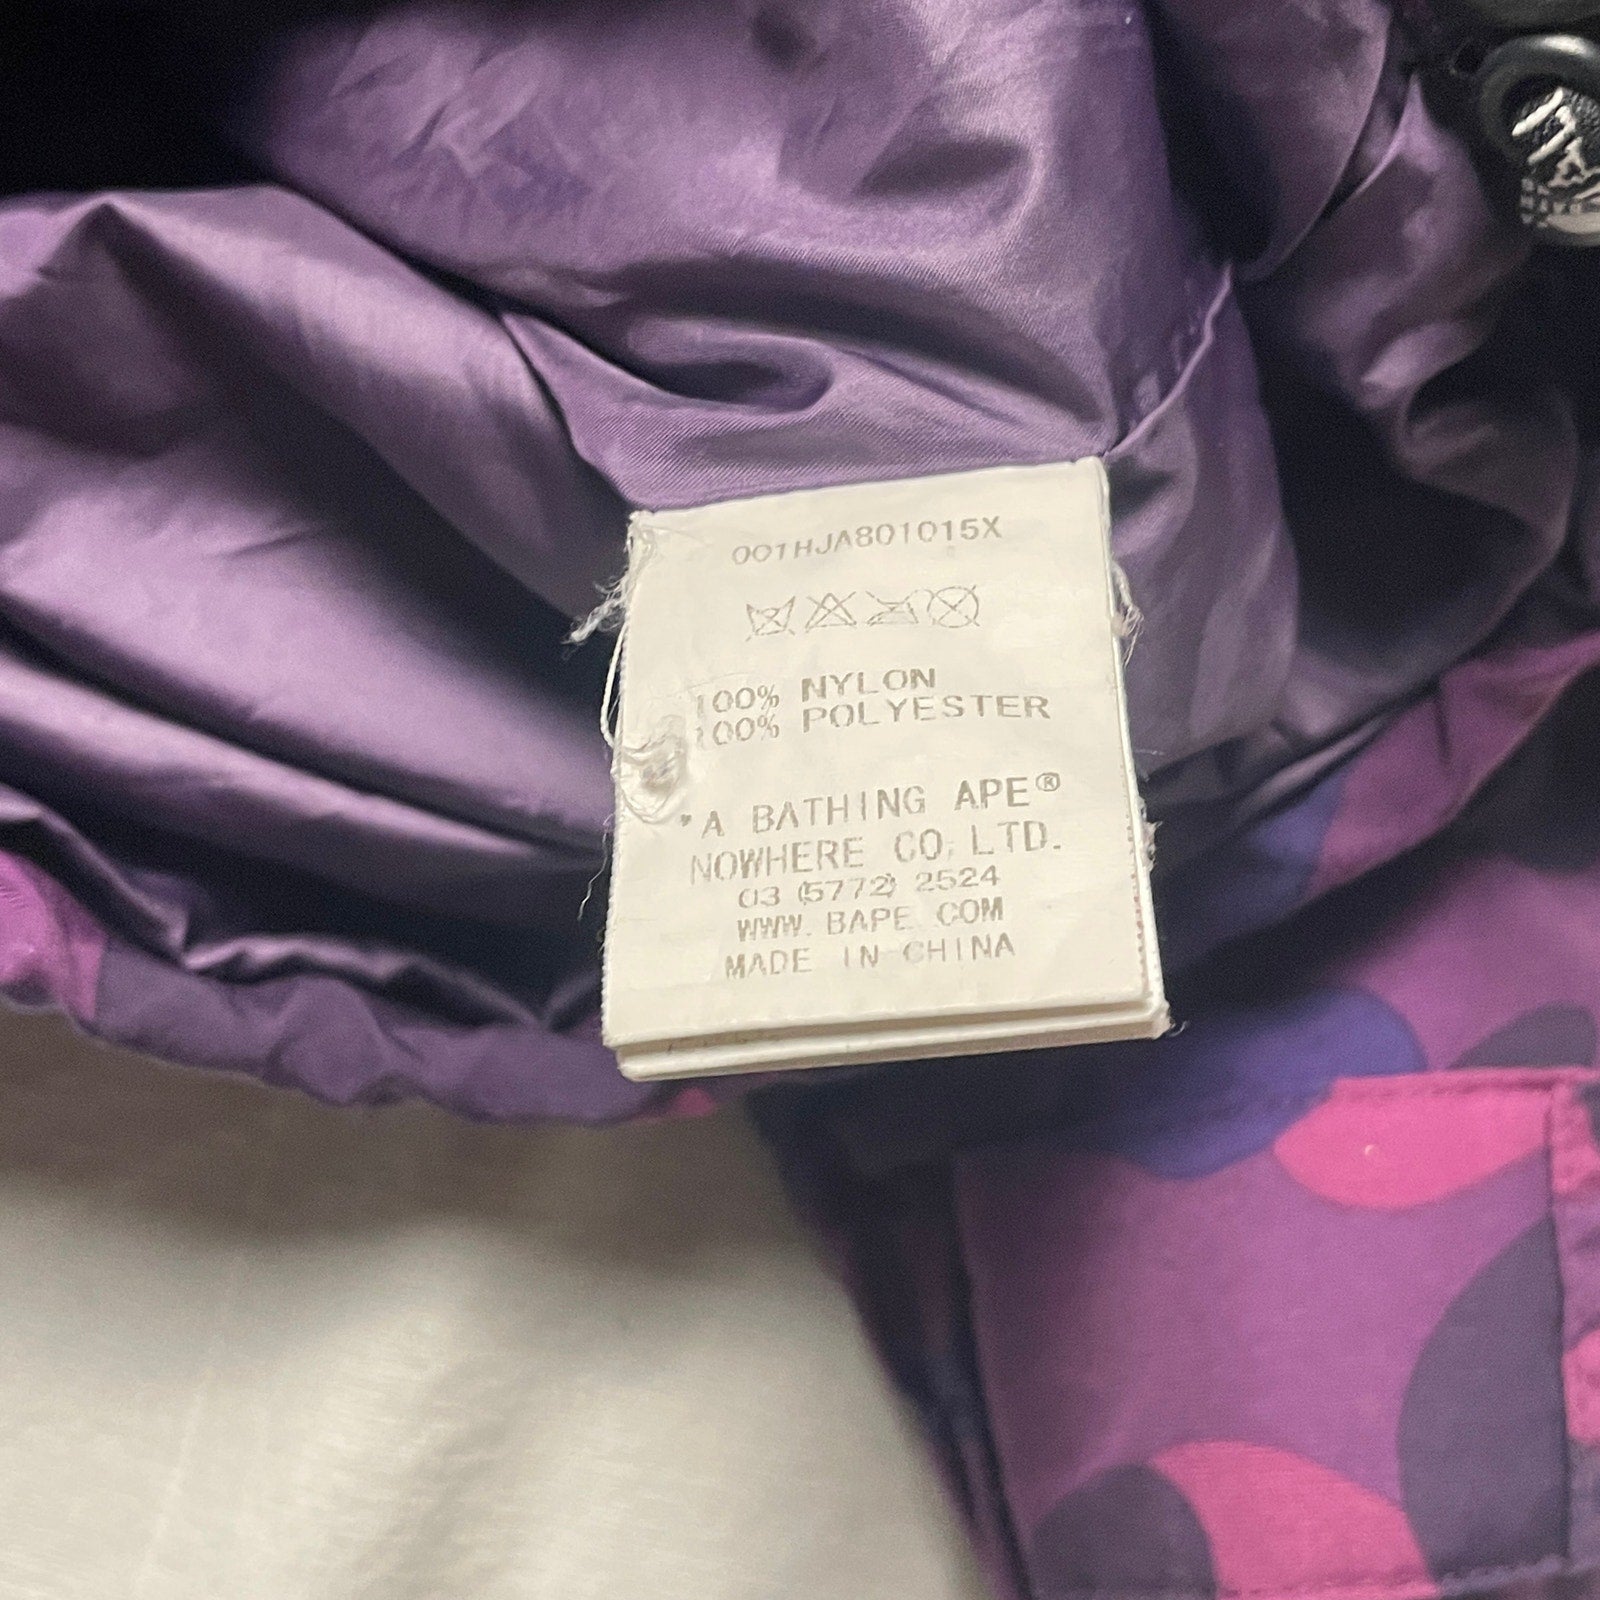 001HJA801015X
100% NYLON
100% POLYESTER
*A BATHING APE®
NOWHERE CO, LTD.
03 (5772) 2524
WWW. BAPE. COM
MADE IN CHINA